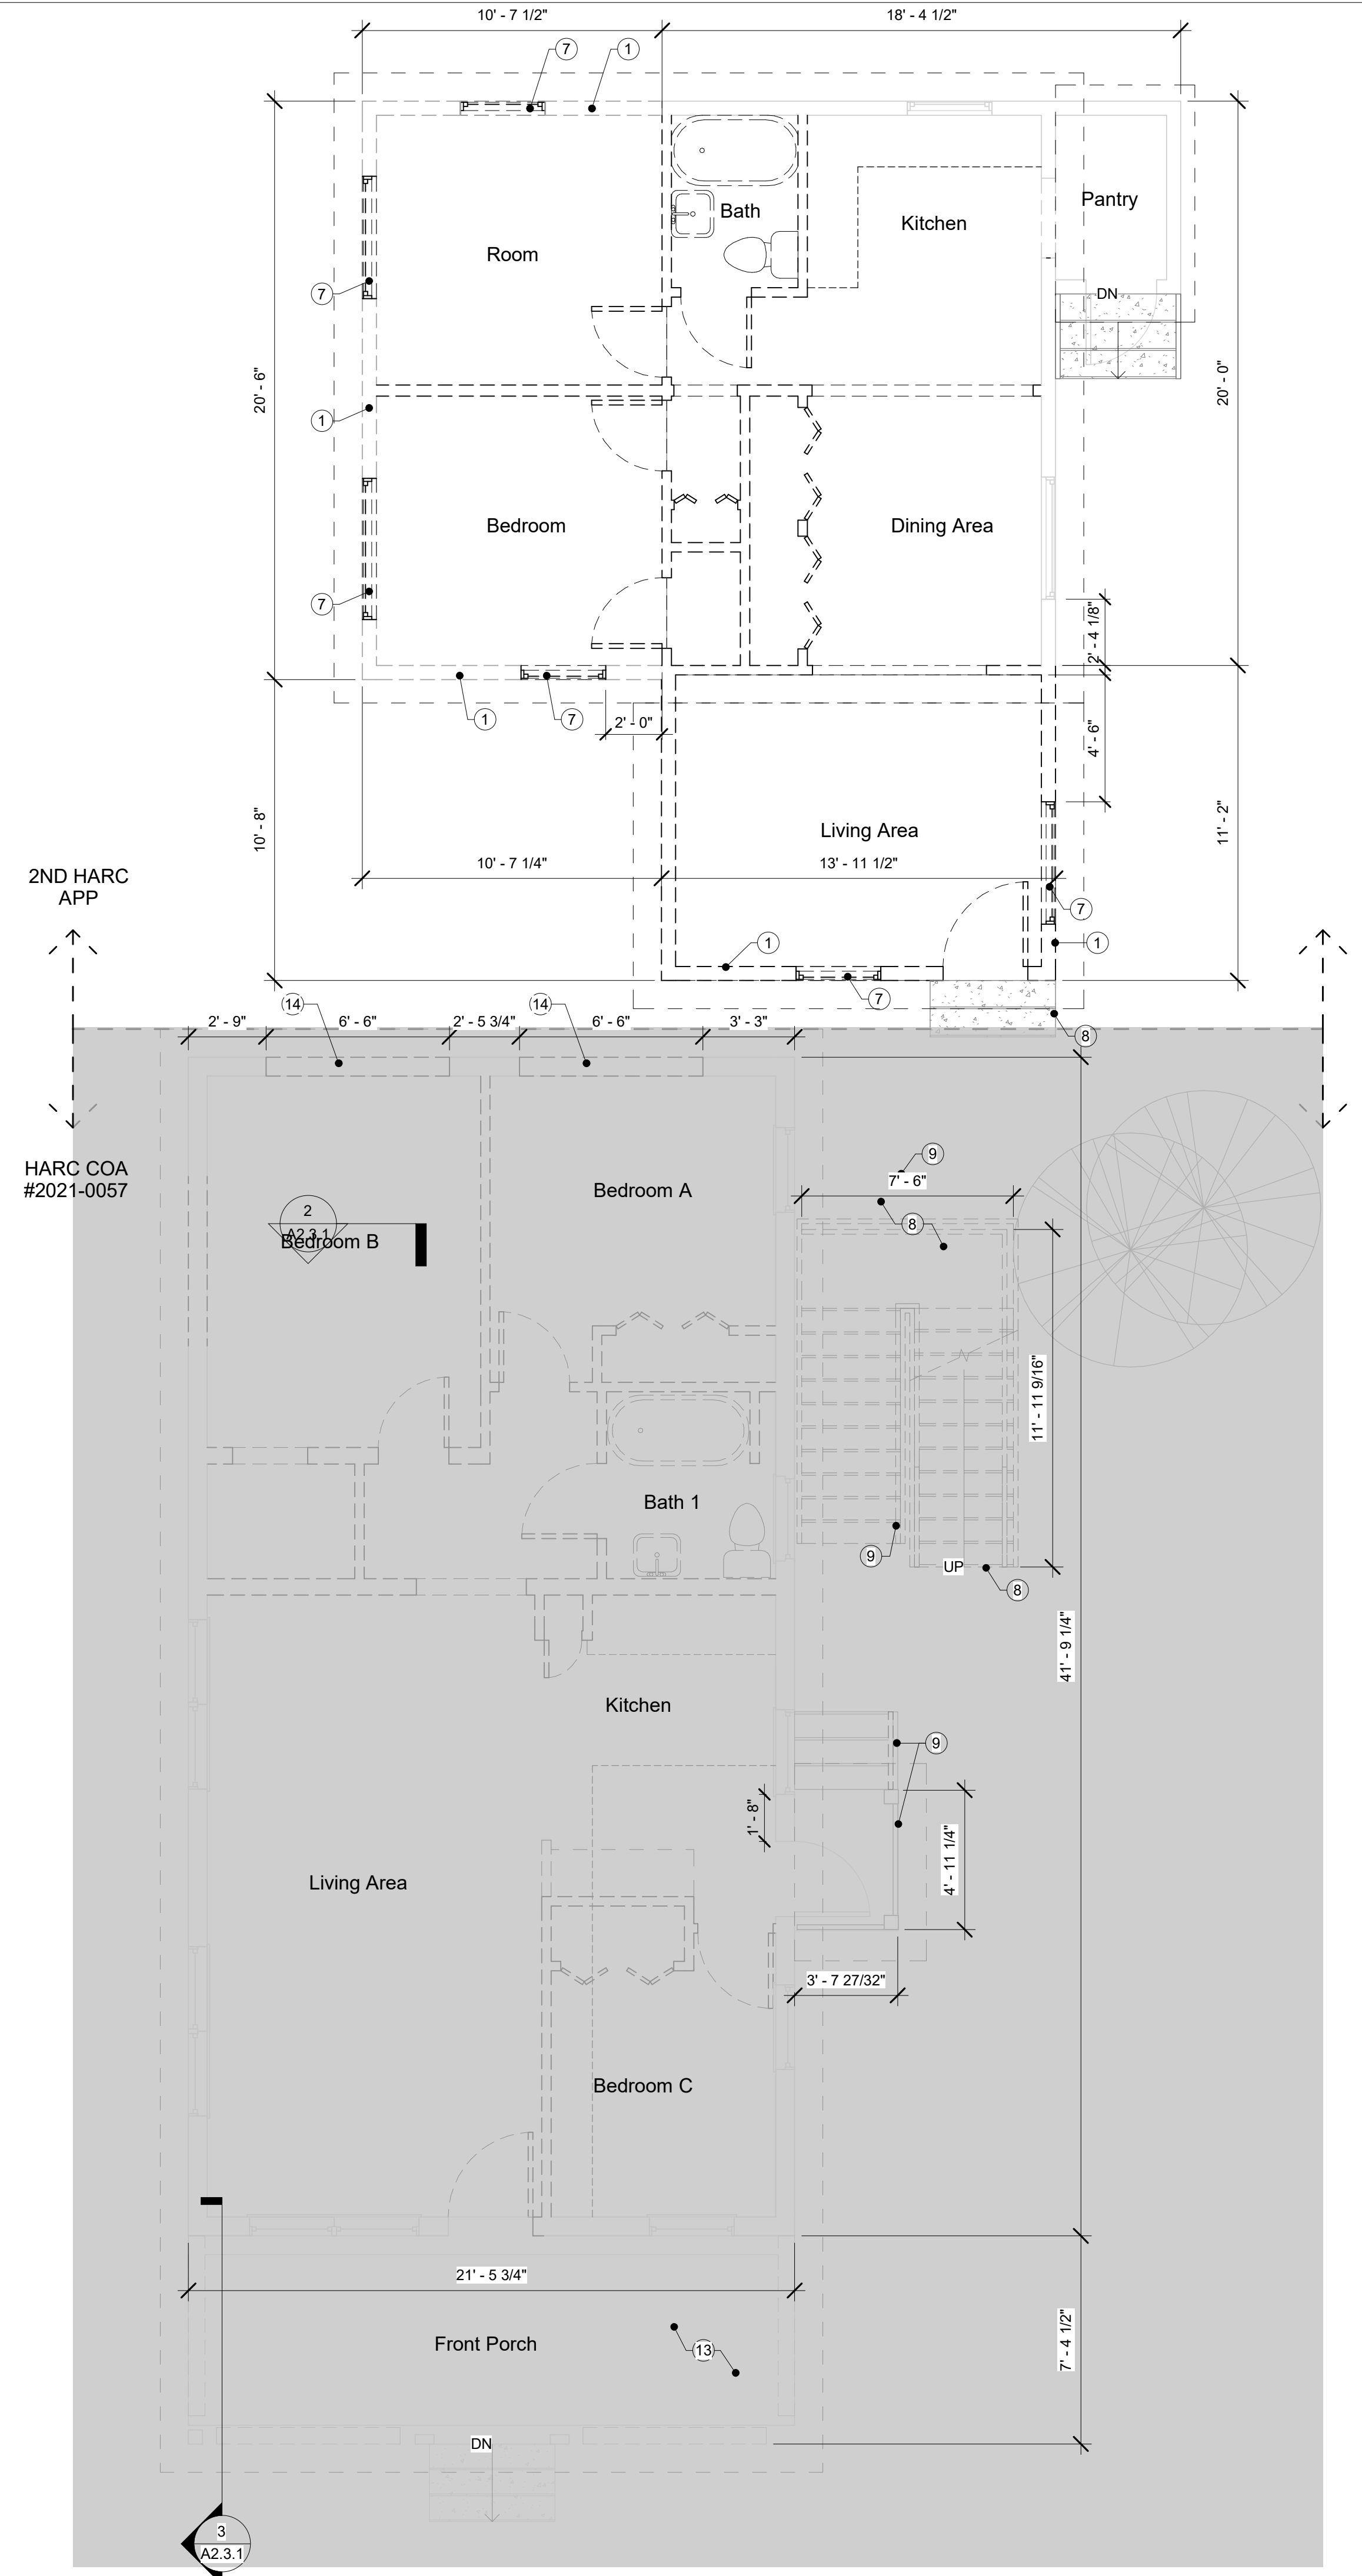 10' - 7 1/2"
18' - 4 1/2"
7
1
Bath
Pantry
Kitchen
Room
7
DN
20' - 6"
20' - 0"
1
Bedroom
Dining Area
7
2' - 4 1/8"
1
7
2' - 0"
4' - 6"
10' - 8"
Living Area
11' - 2"
10' - 7 1/4"
13' - 11 1/2"
2ND HARC
APP
7
1
1
7
14
14
2' - 9"
6' - 6"
2' - 5 3/4"
6' - 6"
3' - 3"
8
HARC COA
#2021-0057
9
7' - 6"
Bedroom A
2
A2.3.1
Bedroom B
8
11' - 11 9/16"
Bath 1
9
UP
8
41' - 9 1/4"
Kitchen
9
1' - 8"
4' - 11 1/4"
Living Area
3' - 7 27/32"
Bedroom C
21' - 5 3/4"
Front Porch
13
7' - 4 1/2"
DN
3
A2.3.1